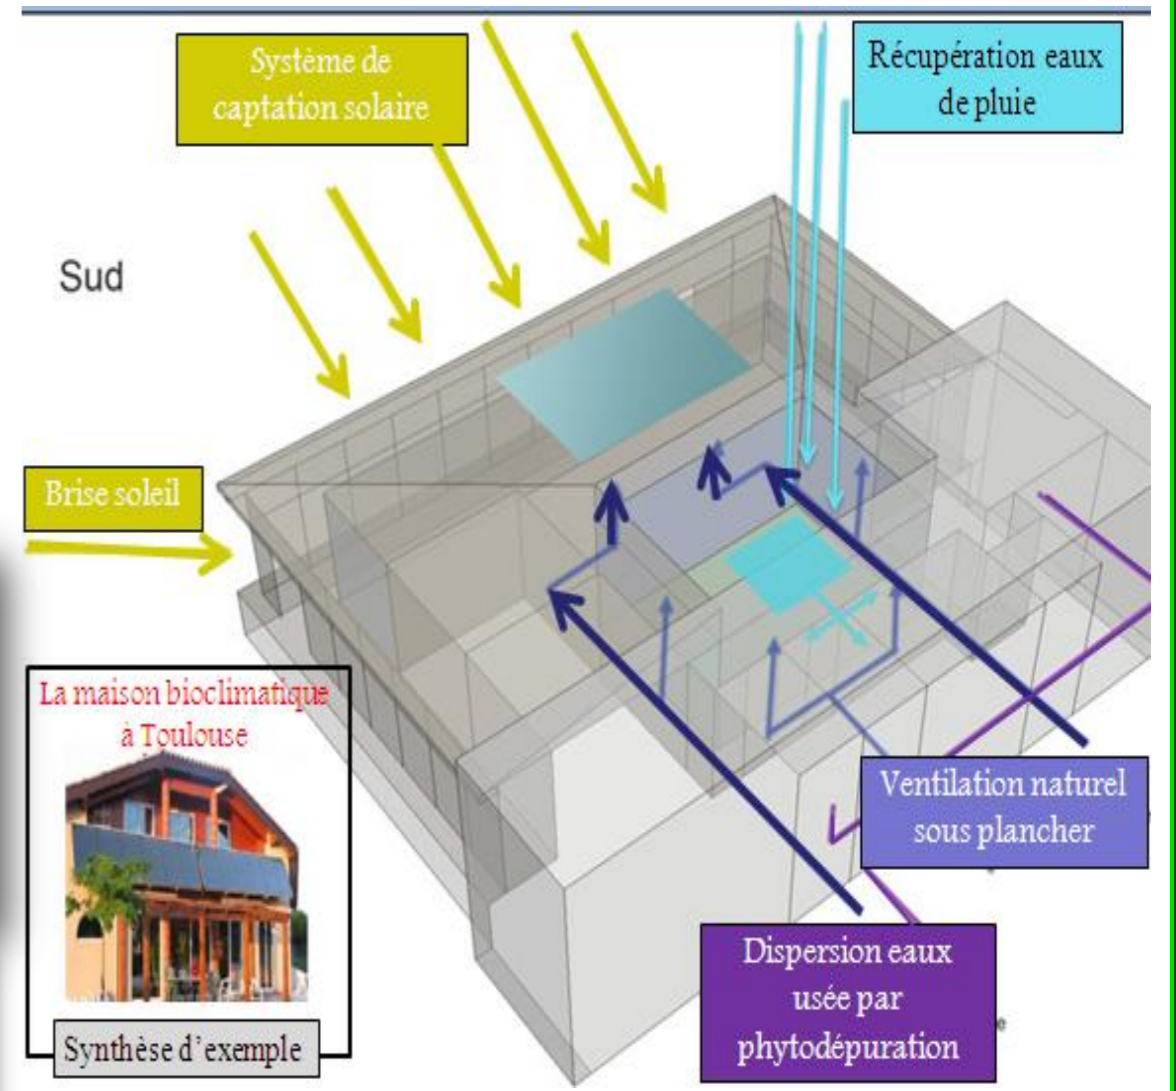 Système de
captation solaire
Récupération eaux
de pluie
Sud
Brise soleil
La maison bioclimatique
à Toulouse
Ventilation naturel
sous plancher
Dispersion eaux
usée par
phytodépuration
e
Synthèse d'exemple